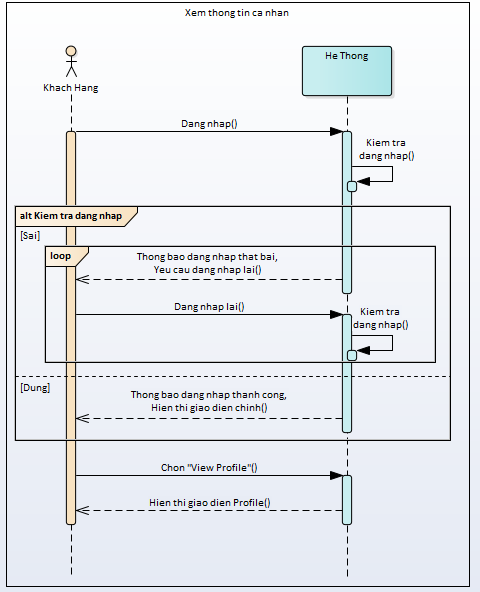 Xem thong tin ca nhan
Khach Hang
He Thong
Dang nhap()
Kiem tra
dang nhap()
alt Kiem tra dang nhap
[Sai]
loop
Thong bao dang nhap that bai,
Yeu cau dang nhap lai()
Dang nhap lai()
Kiem tra
dang nhap()
[Dung]
Thong bao dang nhap thanh cong,
Hien thi giao dien chinh()
Chon "View Profile"()
Hien thi giao dien Profile()